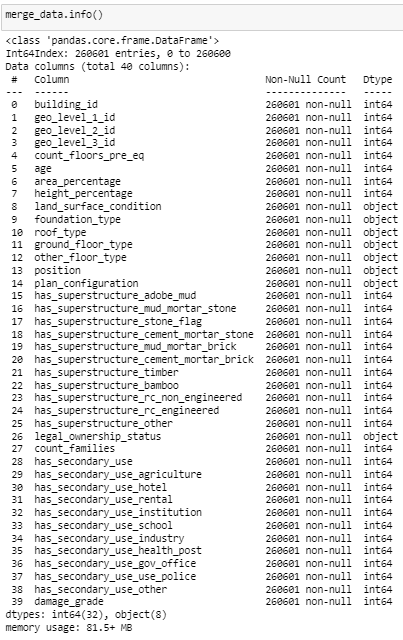 merge_data.info()
<class 'pandas.core.frame.DataFrame'>
Int64Index: 260601 entries, 0 to 260600
Data columns (total 40 columns):
 #   Column                                  Non-Null Count   Dtype
---  ------                                  --------------   -----
 0   building_id                             260601 non-null  int64
 1   geo_level_1_id                          260601 non-null  int64
 2   geo_level_2_id                          260601 non-null  int64
 3   geo_level_3_id                          260601 non-null  int64
 4   count_floors_pre_eq                     260601 non-null  int64
 5   age                                     260601 non-null  int64
 6   area_percentage                         260601 non-null  int64
 7   height_percentage                       260601 non-null  int64
 8   land_surface_condition                  260601 non-null  object
 9   foundation_type                         260601 non-null  object
 10  roof_type                               260601 non-null  object
 11  ground_floor_type                       260601 non-null  object
 12  other_floor_type                        260601 non-null  object
 13  position                                260601 non-null  object
 14  plan_configuration                      260601 non-null  object
 15  has_superstructure_adobe_mud            260601 non-null  int64
 16  has_superstructure_mud_mortar_stone     260601 non-null  int64
 17  has_superstructure_stone_flag           260601 non-null  int64
 18  has_superstructure_cement_mortar_stone  260601 non-null  int64
 19  has_superstructure_mud_mortar_brick     260601 non-null  int64
 20  has_superstructure_cement_mortar_brick  260601 non-null  int64
 21  has_superstructure_timber               260601 non-null  int64
 22  has_superstructure_bamboo               260601 non-null  int64
 23  has_superstructure_rc_non_engineered    260601 non-null  int64
 24  has_superstructure_rc_engineered        260601 non-null  int64
 25  has_superstructure_other                260601 non-null  int64
 26  legal_ownership_status                  260601 non-null  object
 27  count_families                          260601 non-null  int64
 28  has_secondary_use                       260601 non-null  int64
 29  has_secondary_use_agriculture           260601 non-null  int64
 30  has_secondary_use_hotel                 260601 non-null  int64
 31  has_secondary_use_rental                260601 non-null  int64
 32  has_secondary_use_institution           260601 non-null  int64
 33  has_secondary_use_school                260601 non-null  int64
 34  has_secondary_use_industry              260601 non-null  int64
 35  has_secondary_use_health_post           260601 non-null  int64
 36  has_secondary_use_gov_office            260601 non-null  int64
 37  has_secondary_use_use_police            260601 non-null  int64
 38  has_secondary_use_other                 260601 non-null  int64
 39  damage_grade                            260601 non-null  int64
dtypes: int64(32), object(8)
memory usage: 81.5+ MB